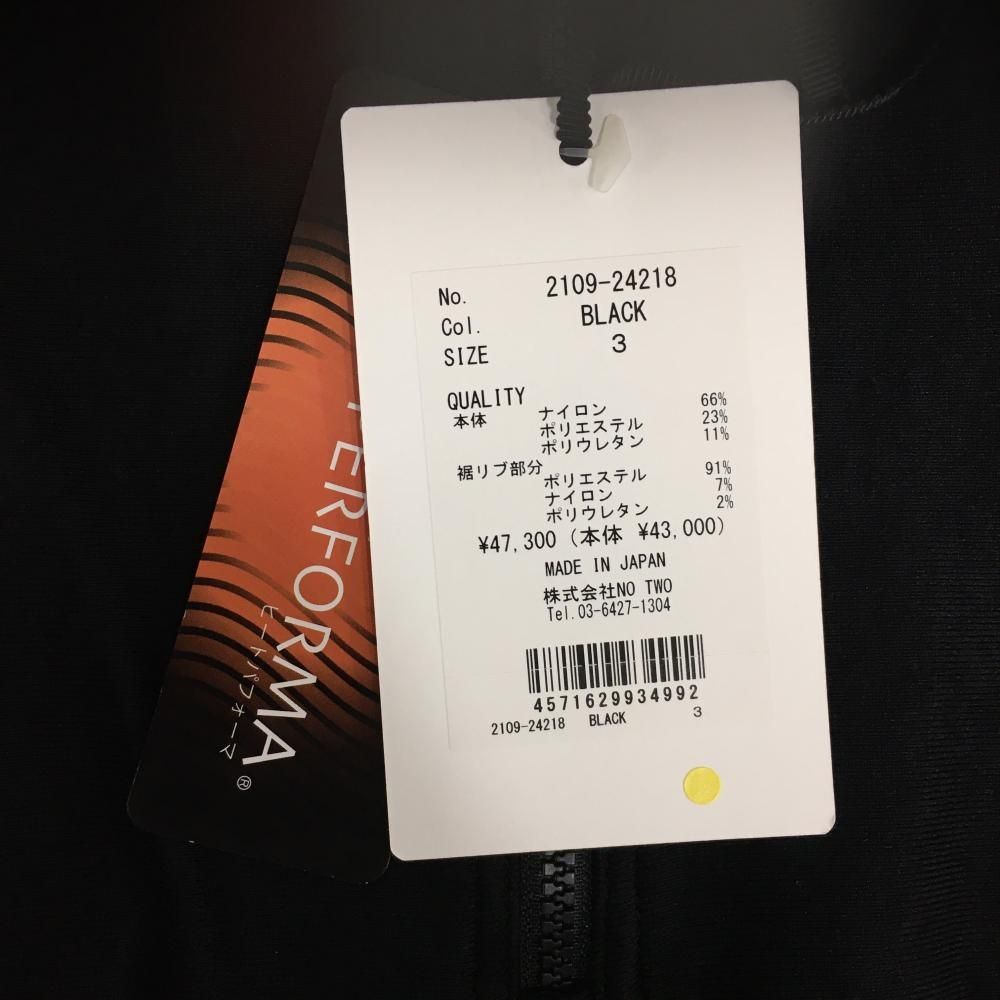 No. 2109-24218
Col. BLACK
SIZE 3
QUALITY
本体 ナイロン 66%
ポリエステル 23%
ポリウレタン 11%
裾リブ部分
ポリエステル 91%
ナイロン 7%
ポリウレタン 2%
¥47,300 (本体 ¥43,000)
MADE IN JAPAN
株式会社NO TWO
Tel.03-6427-1304
4571629934992
2109-24218 BLACK 3
PERFORMA®
ヒートパフォーマ